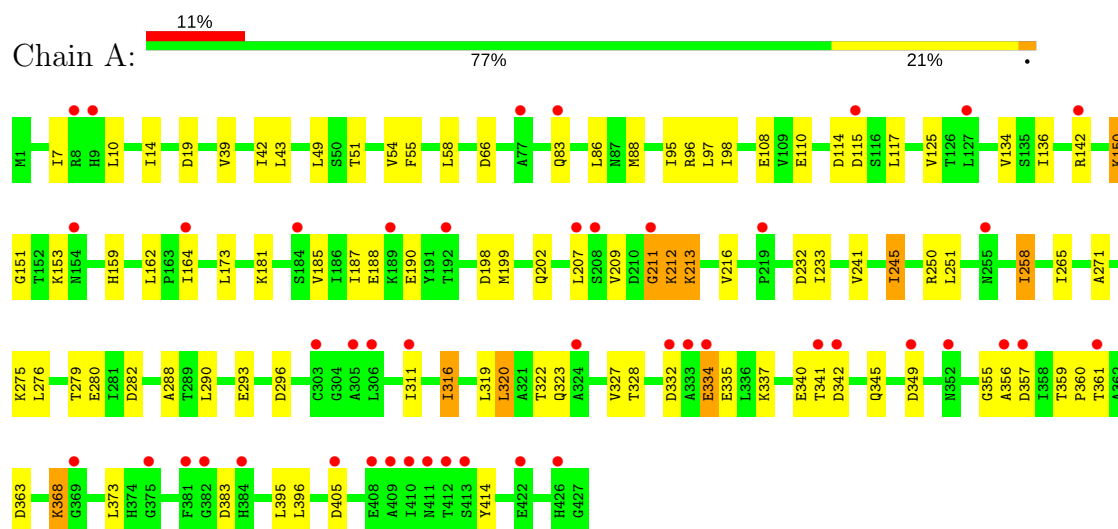 11%
Chain A:
77% 21% •
M1 I7 R8 H9 L10 I14 D19 V39 I42 L43 L49 S50 T51 V54 F55 L58 D66 A77 Q83 L86 N87 M88 I95 R96 L97 I98 E108 V109 E110 D114 D115 S116 L117 V125 T126 L127 V134 S135 I136 R142 K150
G151 T152 K153 N154 H159 L162 P163 I164 L173 K181 S184 V185 I186 I187 E188 K189 E190 Y191 T192 D198 M199 Q202 L207 S208 V209 D210 G211 K212 K213 V216 P219 D232 I233 V241 I245 R250 L251 N255 I258 I265 A271
K275 L276 T279 E280 I281 D282 A288 T289 L290 E293 D296 C303 G304 A305 L306 I311 I316 L319 L320 A321 T322 Q323 A324 V327 T328 D332 A333 E334 E335 L336 K337 E340 T341 D342 Q345 D349 N352 G355 A356 D357 I358 T359 P360 T361 A362
D363 K368 G369 L373 H374 G375 F381 G382 D383 H384 L395 L396 D405 E408 A409 I410 N411 T412 S413 Y414 E422 H426 G427